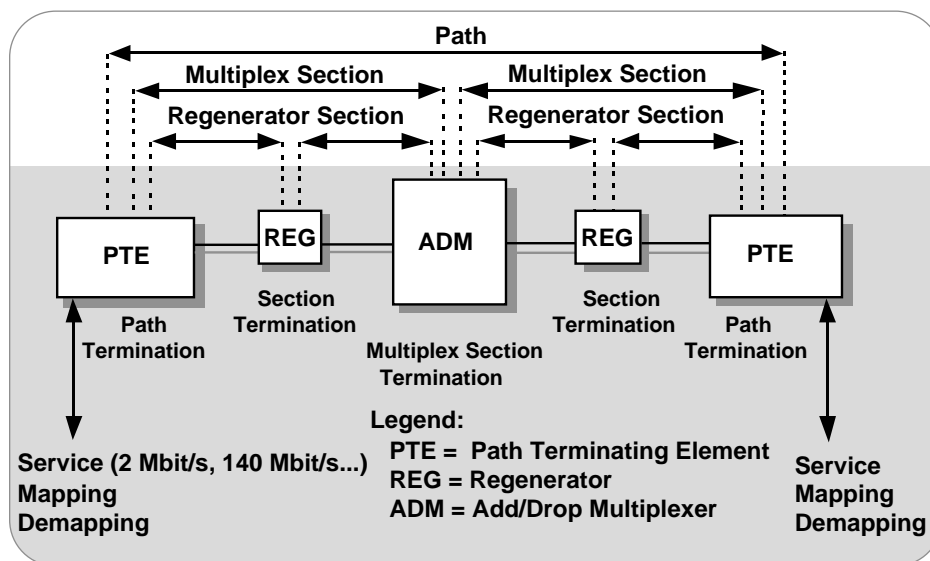 Path
Multiplex Section
Multiplex Section
Regenerator Section
Regenerator Section
PTE
REG
ADM
REG
PTE
Path
Termination
Section
Termination
Multiplex Section
Termination
Section
Termination
Path
Termination
Service (2 Mbit/s, 140 Mbit/s...)
Mapping
Demapping
Legend:
PTE = Path Terminating Element
REG = Regenerator
ADM = Add/Drop Multiplexer
Service
Mapping
Demapping